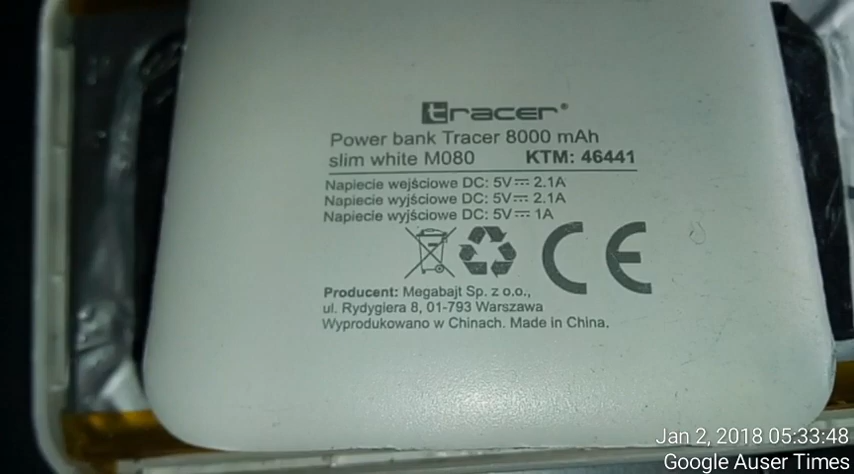 tracer®
Power bank Tracer 8000 mAh
slim white M080 KTM: 46441
Napiecie wejściowe DC: 5V⎓ 2.1A
Napiecie wyjściowe DC: 5V⎓ 2.1A
Napiecie wyjściowe DC: 5V⎓ 1A
CE
Producent: Megabajt Sp. z o.o.,
ul. Rydygiera 8, 01-793 Warszawa
Wyprodukowano w Chinach. Made in China.
Jan 2, 2018 05:33:48
Google Auser Times